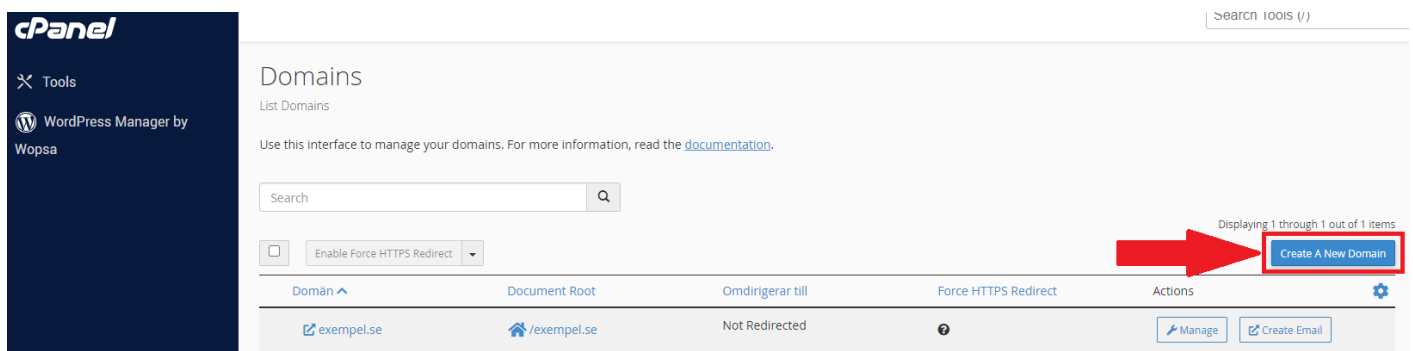 cPanel
Search Tools (/)
Tools
WordPress Manager by
Wopsa
Domains
List Domains
Use this interface to manage your domains. For more information, read the documentation.
Search
Displaying 1 through 1 out of 1 items
Enable Force HTTPS Redirect
Create A New Domain
Domän Document Root Omdirigerar till Force HTTPS Redirect Actions
exempel.se /exempel.se Not Redirected Manage Create Email